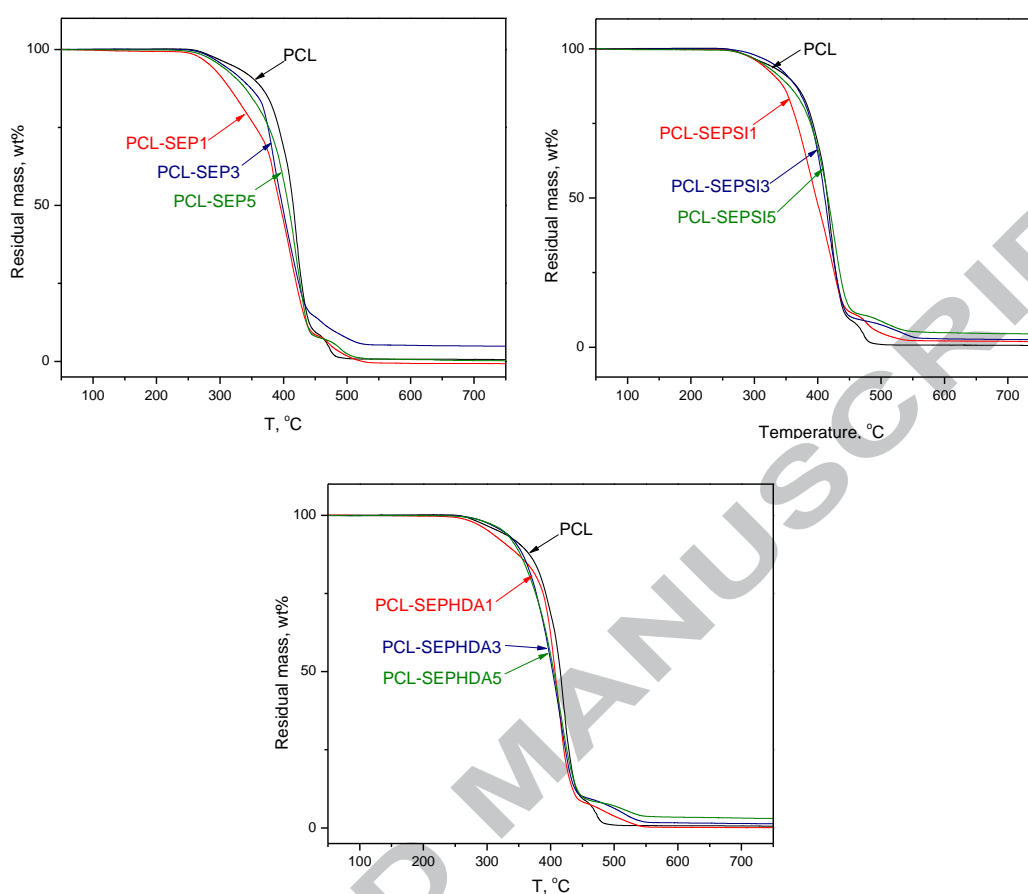 100
50
0
Residual mass, wt%
PCL
PCL-SEP1
PCL-SEP3
PCL-SEP5
100 200 300 400 500 600 700
T, °C
100
50
0
Residual mass, wt%
PCL
PCL-SEPSI1
PCL-SEPSI3
PCL-SEPSI5
100 200 300 400 500 600 700
Temperature, °C
100
50
0
Residual mass, wt%
PCL
PCL-SEPHDA1
PCL-SEPHDA3
PCL-SEPHDA5
100 200 300 400 500 600 700
T, °C
D MANUSCRIP